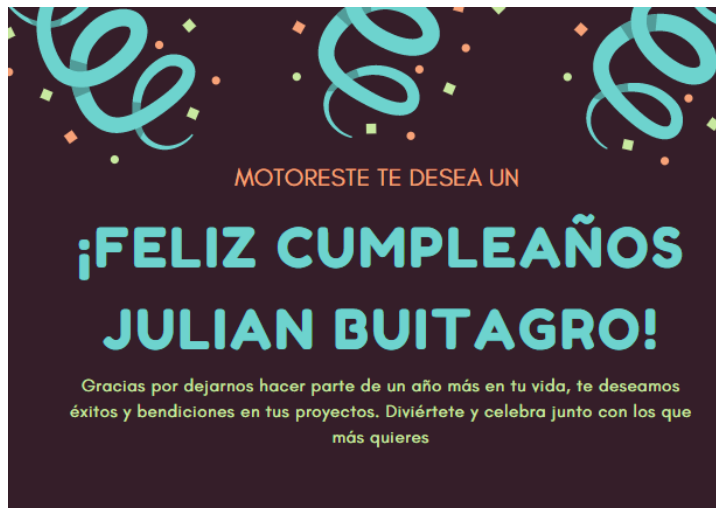 MOTORESTE TE DESEA UN
¡FELIZ CUMPLEAÑOS
JULIAN BUITAGRO!
Gracias por dejarnos hacer parte de un año más en tu vida, te deseamos
éxitos y bendiciones en tus proyectos. Diviértete y celebra junto con los que
más quieres